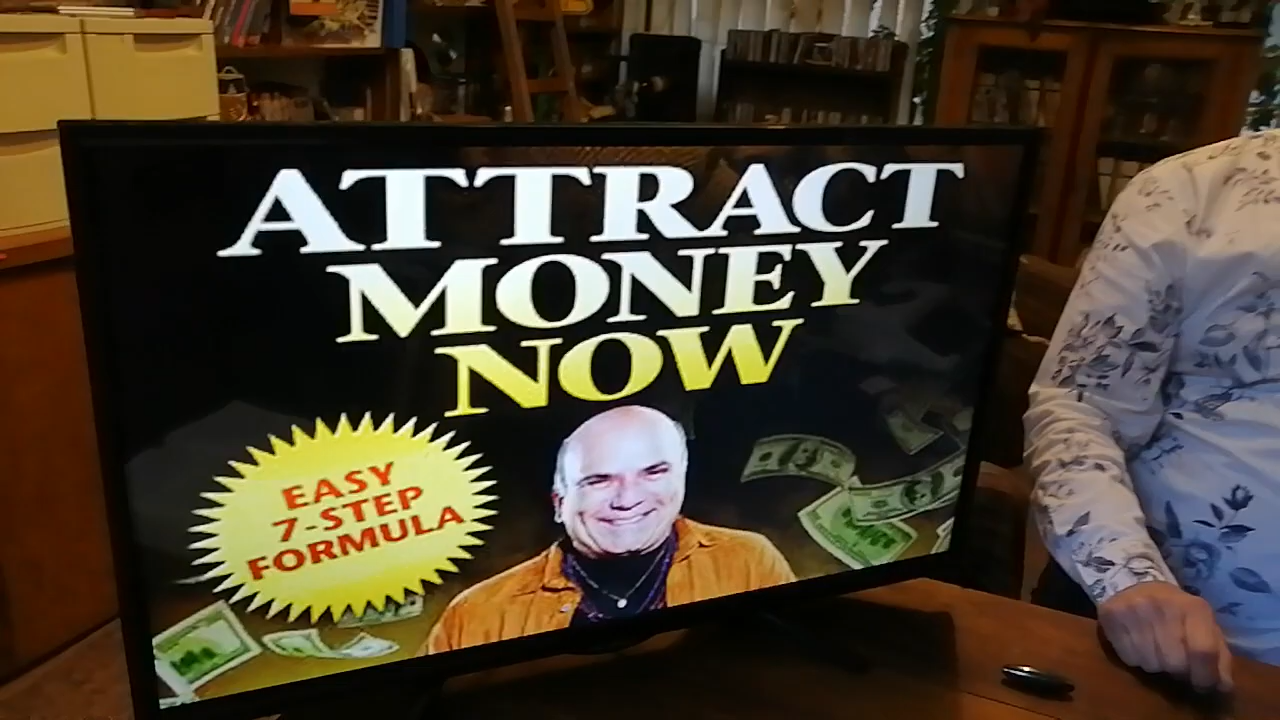 ATTRACT
MONEY
NOW
EASY
7-STEP
FORMULA